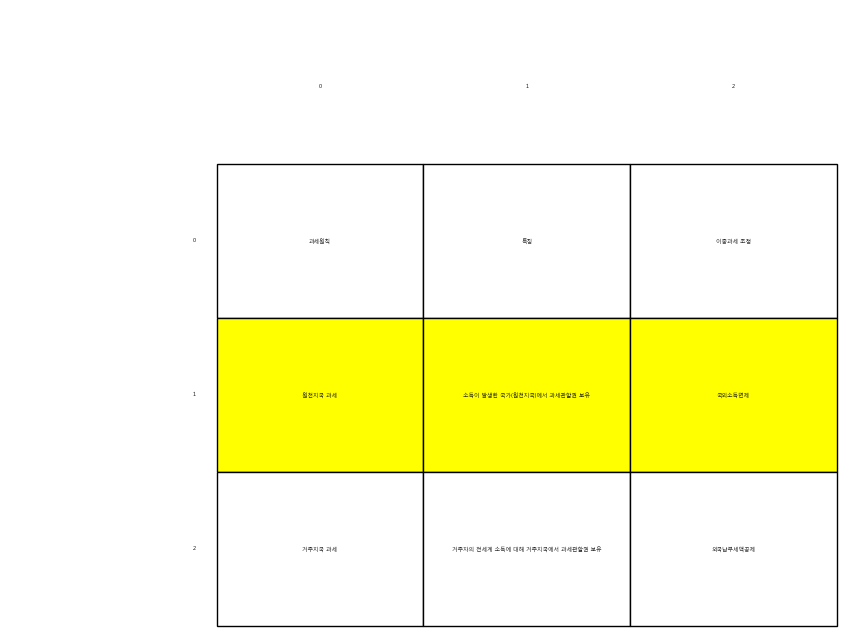 0 1 2
0 과세원칙 특징 이중과세 조정
1 원천지국 과세 소득이 발생한 국가(원천지국)에서 과세관할권 보유 국외소득면제
2 거주지국 과세 거주자의 전세계 소득에 대해 거주지국에서 과세관할권 보유 외국납부세액공제